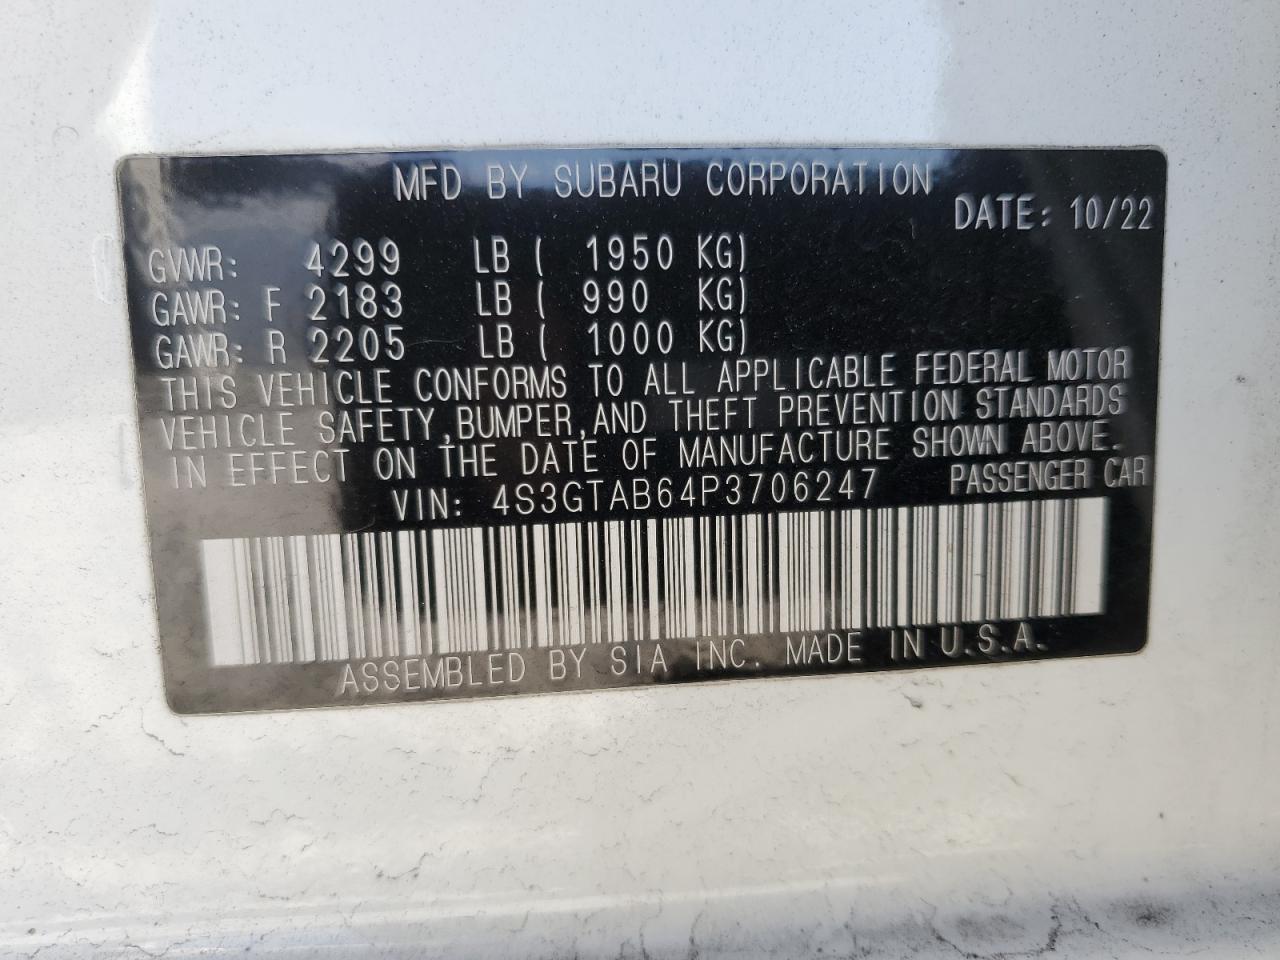 MFD BY SUBARU CORPORATION
DATE: 10/22
GVWR: 4299 LB ( 1950 KG)
GAWR: F 2183 LB ( 990 KG)
GAWR: R 2205 LB ( 1000 KG)
THIS VEHICLE CONFORMS TO ALL APPLICABLE FEDERAL MOTOR
VEHICLE SAFETY,BUMPER,AND THEFT PREVENTION STANDARDS
IN EFFECT ON THE DATE OF MANUFACTURE SHOWN ABOVE.
VIN: 4S3GTAB64P3706247 PASSENGER CAR
ASSEMBLED BY SIA INC. MADE IN U.S.A.